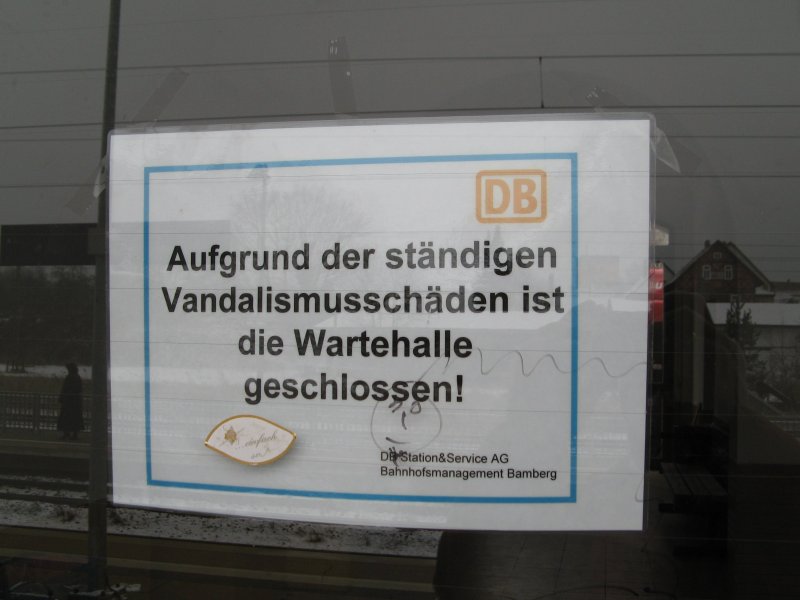 DB
Aufgrund der ständigen
Vandalismusschäden ist
die Wartehalle
geschlossen!
einfach
DB Station&Service AG
Bahnhofsmanagement Bamberg